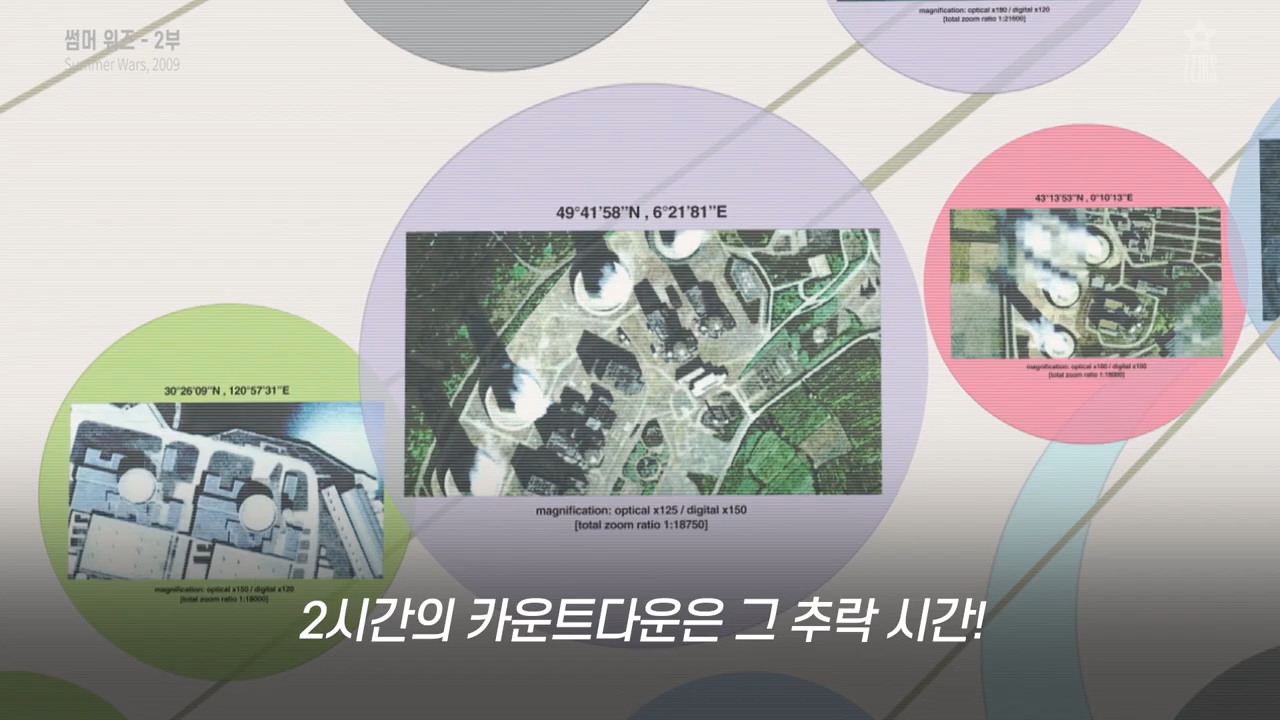 썸머 워즈 - 2부
Summer Wars, 2009
magnification: optical x180 / digital x120
[total zoom ratio 1:21600]
43°13'53"N , 0°10'13"E
magnification: optical x180 / digital x100
[total zoom ratio 1:18000]
49°41'58"N , 6°21'81"E
magnification: optical x125 / digital x150
[total zoom ratio 1:18750]
30°26'09"N , 120°57'31"E
magnification: optical x150 / digital x120
[total zoom ratio 1:18000]
2시간의 카운트다운은 그 추락 시간!